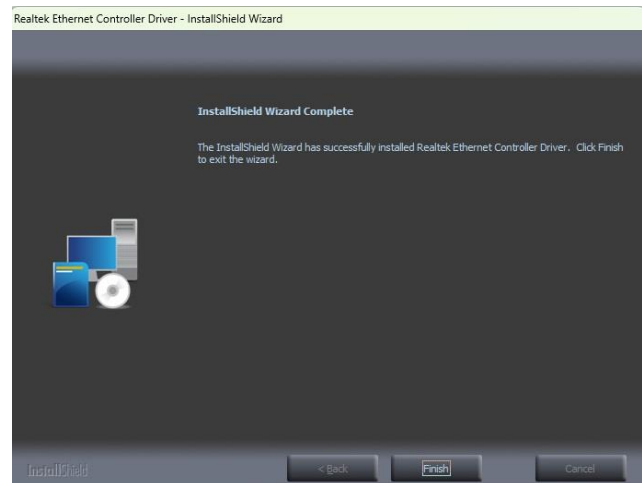 Realtek Ethernet Controller Driver - InstallShield Wizard
InstallShield Wizard Complete
The InstallShield Wizard has successfully installed Realtek Ethernet Controller Driver. Click Finish
to exit the wizard.
InstallShield
< Back
Finish
Cancel